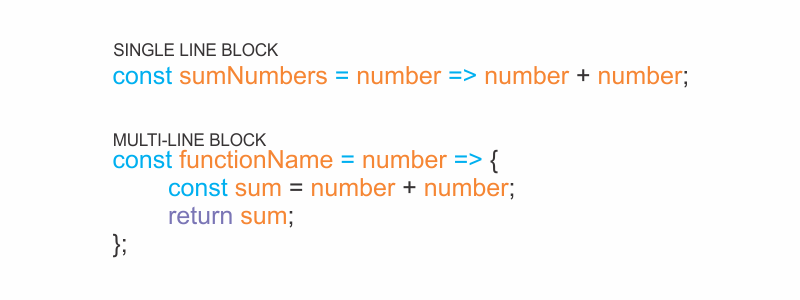 SINGLE LINE BLOCK
const sumNumbers = number => number + number;
MULTI-LINE BLOCK
const functionName = number => {
const sum = number + number;
return sum;
};